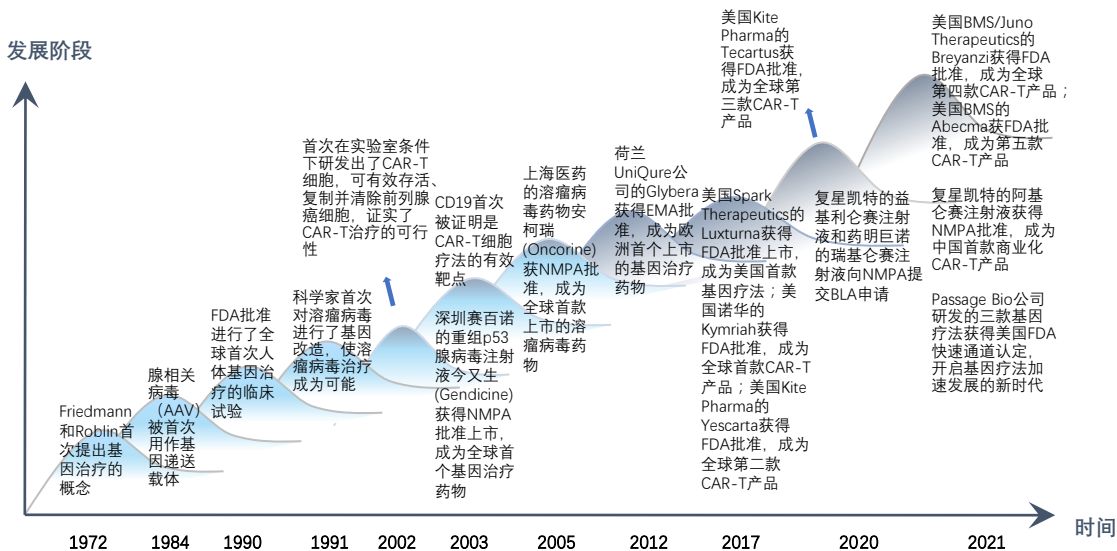 发展阶段
Friedmann
和Roblin首
次提出基
因治疗的
概念
腺相关
病毒
（AAV）
被首次
用作基
因递送
载体
FDA批准
进行了全
球首次人
体基因治
疗的临床
试验
科学家首次
对溶瘤病毒
进行了基因
改造，使溶
瘤病毒治疗
成为可能
首次在实验室条件
下研发出了CAR-T
细胞，可有效存活、
复制并清除前列腺
癌细胞，证实了
CAR-T治疗的可行
性
CD19首次
被证明是
CAR-T细胞
疗法的有效
靶点
深圳赛百诺
的重组p53
腺病毒注射
液今又生
(Gendicine)
获得NMPA
批准上市，
成为全球首
个基因治疗
药物
上海医药
的溶瘤病
毒药物安
柯瑞
(Oncorine)
获NMPA批
准，成为
全球首款
上市的溶
瘤病毒药
物
荷兰
UniQure公
司的Glybera
获得EMA批
准，成为欧
洲首个上市
的基因治疗
药物
美国Spark
Therapeutics的
Luxturna获得
FDA批准上市，
成为美国首款
基因疗法；美
国诺华的
Kymriah获得
FDA批准，成为
全球首款CAR-T
产品；美国Kite
Pharma的
Yescarta获得
FDA批准，成为
全球第二款
CAR-T产品
美国Kite
Pharma的
Tecartus获
得FDA批准，
成为全球第
三款CAR-T
产品
复星凯特的益
基利仑赛注射
液和药明巨诺
的瑞基仑赛注
射液向NMPA提
交BLA申请
美国BMS/Juno
Therapeutics的
Breyanzi获得FDA
批准，成为全球
第四款CAR-T产品；
美国BMS的
Abecma获FDA批
准，成为第五款
CAR-T产品
复星凯特的阿基
仑赛注射液获得
NMPA批准，成为
中国首款商业化
CAR-T产品
Passage Bio公司
研发的三款基因
疗法获得美国FDA
快速通道认定，
开启基因疗法加
速发展的新时代
时间
1972 1984 1990 1991 2002 2003 2005 2012 2017 2020 2021